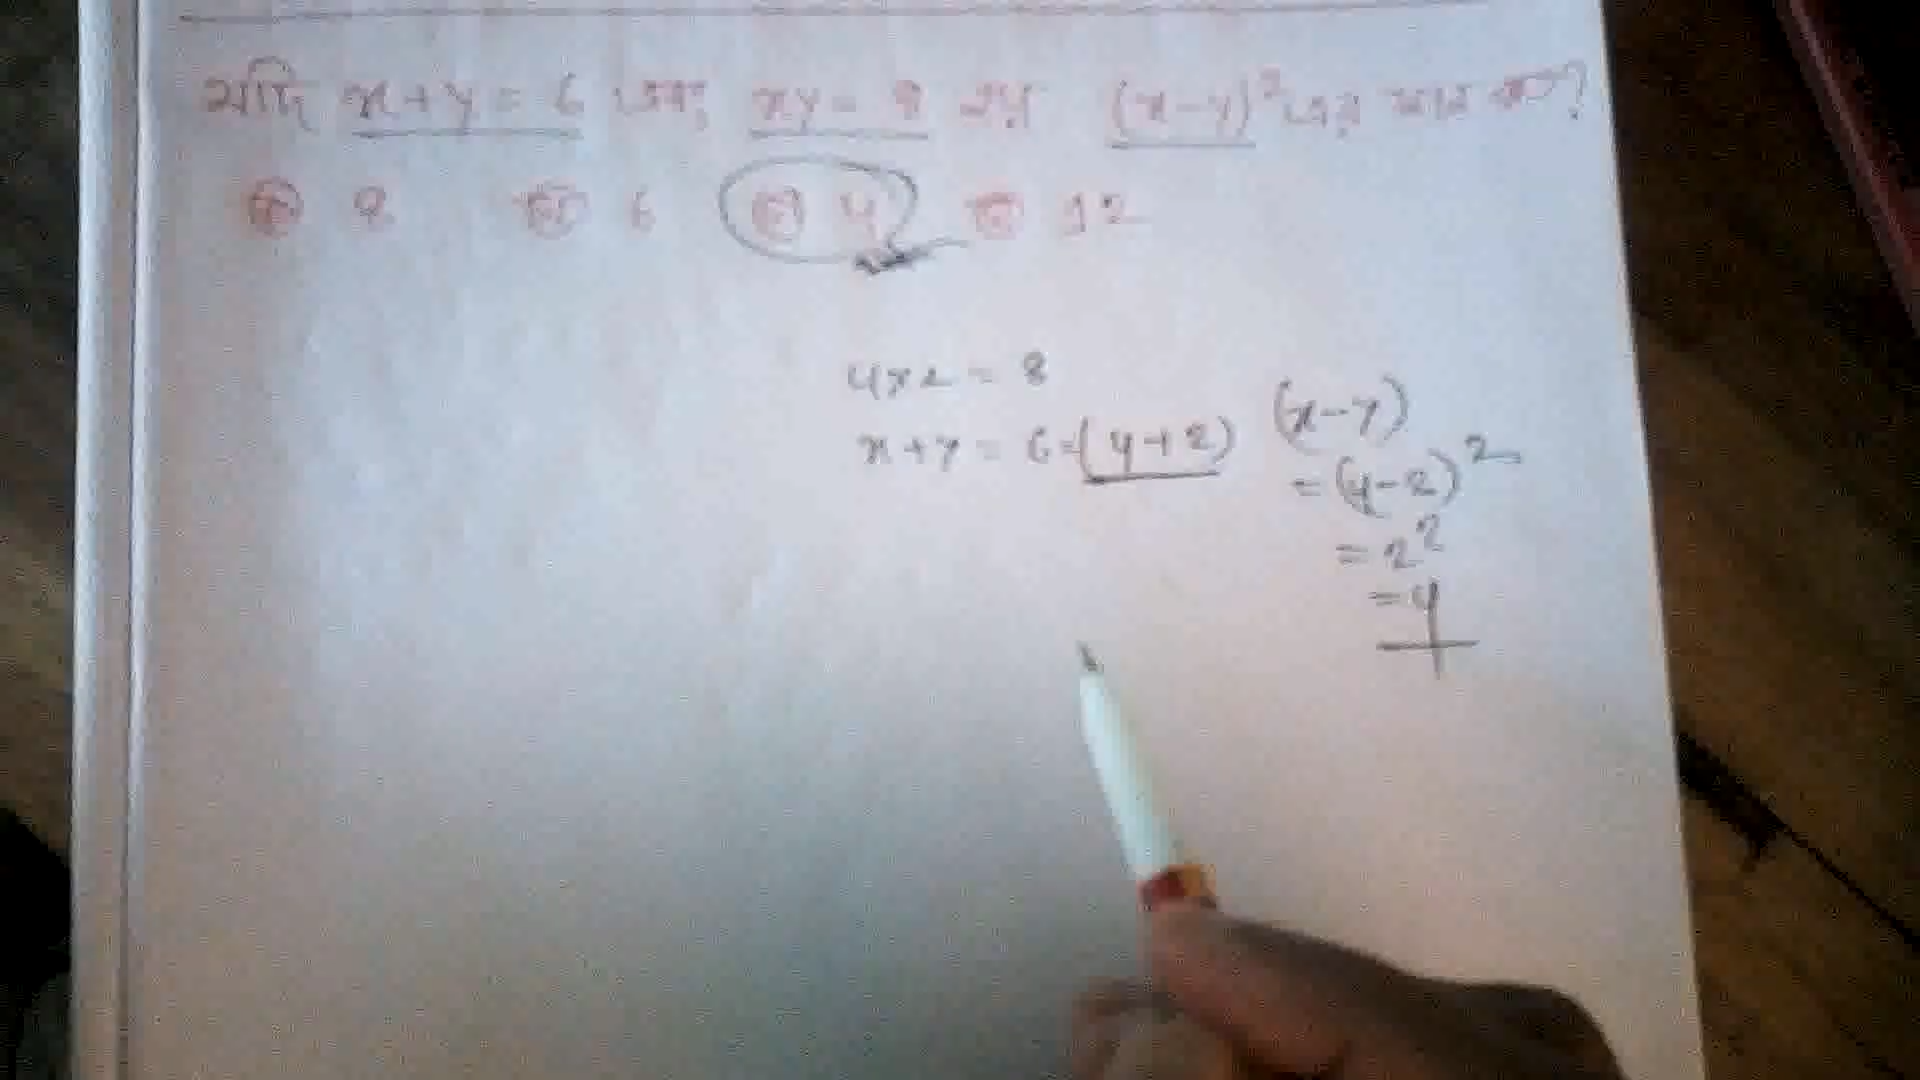 যদি x+y = 6 এবং xy = 8 হয় (x-y)² এর মান কত?
ক 8 খ 6 গ 4 ঘ 12
4×2 = 8
x+y = 6 = (4+2)
(x-y)
= (4-2)²
= 2²
= 4